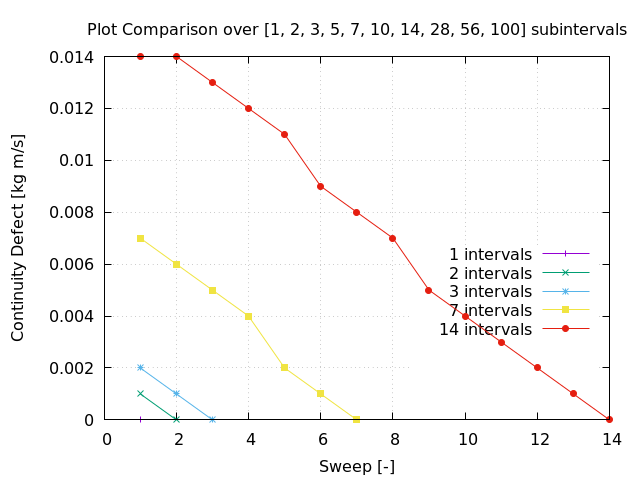 Plot Comparison over [1, 2, 3, 5, 7, 10, 14, 28, 56, 100] subintervals
0.014
0.012
0.01
0.008
0.006
0.004
0.002
0
Continuity Defect [kg m/s]
1 intervals
2 intervals
3 intervals
7 intervals
14 intervals
0 2 4 6 8 10 12 14
Sweep [-]